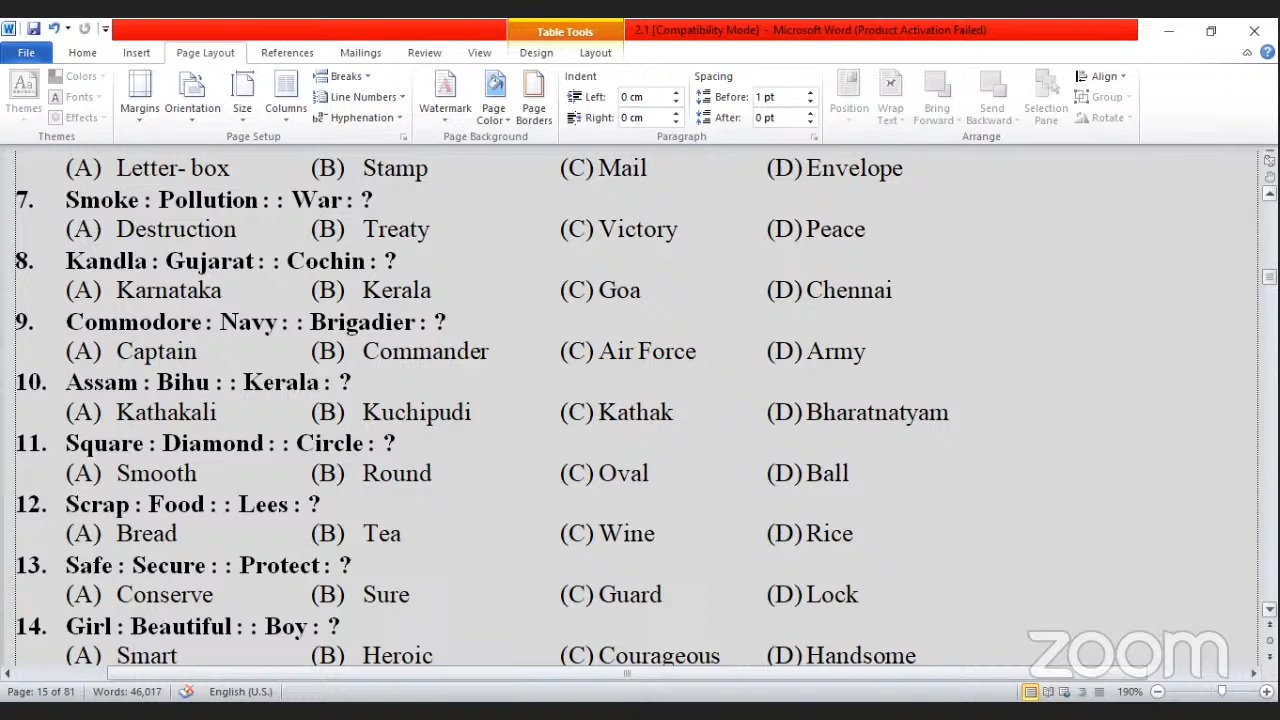 Table Tools
2.1 [Compatibility Mode] - Microsoft Word (Product Activation Failed)
File Home Insert Page Layout References Mailings Review View Design Layout
Themes Colors Fonts Effects
Margins Orientation Size Columns Breaks Line Numbers Hyphenation
Watermark Page Color Page Borders
Indent Spacing
Left: 0 cm Before: 1 pt
Right: 0 cm After: 0 pt
Position Wrap Text Bring Forward Send Backward Selection Pane Align Group Rotate
Themes Page Setup Page Background Paragraph Arrange
(A) Letter- box (B) Stamp (C) Mail (D) Envelope
7. Smoke : Pollution : : War : ?
(A) Destruction (B) Treaty (C) Victory (D) Peace
8. Kandla : Gujarat : : Cochin : ?
(A) Karnataka (B) Kerala (C) Goa (D) Chennai
9. Commodore : Navy : : Brigadier : ?
(A) Captain (B) Commander (C) Air Force (D) Army
10. Assam : Bihu : : Kerala : ?
(A) Kathakali (B) Kuchipudi (C) Kathak (D) Bharatnatyam
11. Square : Diamond : : Circle : ?
(A) Smooth (B) Round (C) Oval (D) Ball
12. Scrap : Food : : Lees : ?
(A) Bread (B) Tea (C) Wine (D) Rice
13. Safe : Secure : : Protect : ?
(A) Conserve (B) Sure (C) Guard (D) Lock
14. Girl : Beautiful : : Boy : ?
(A) Smart (B) Heroic (C) Courageous (D) Handsome
zoom
Page: 15 of 81 Words: 46,017 English (U.S.) 190%